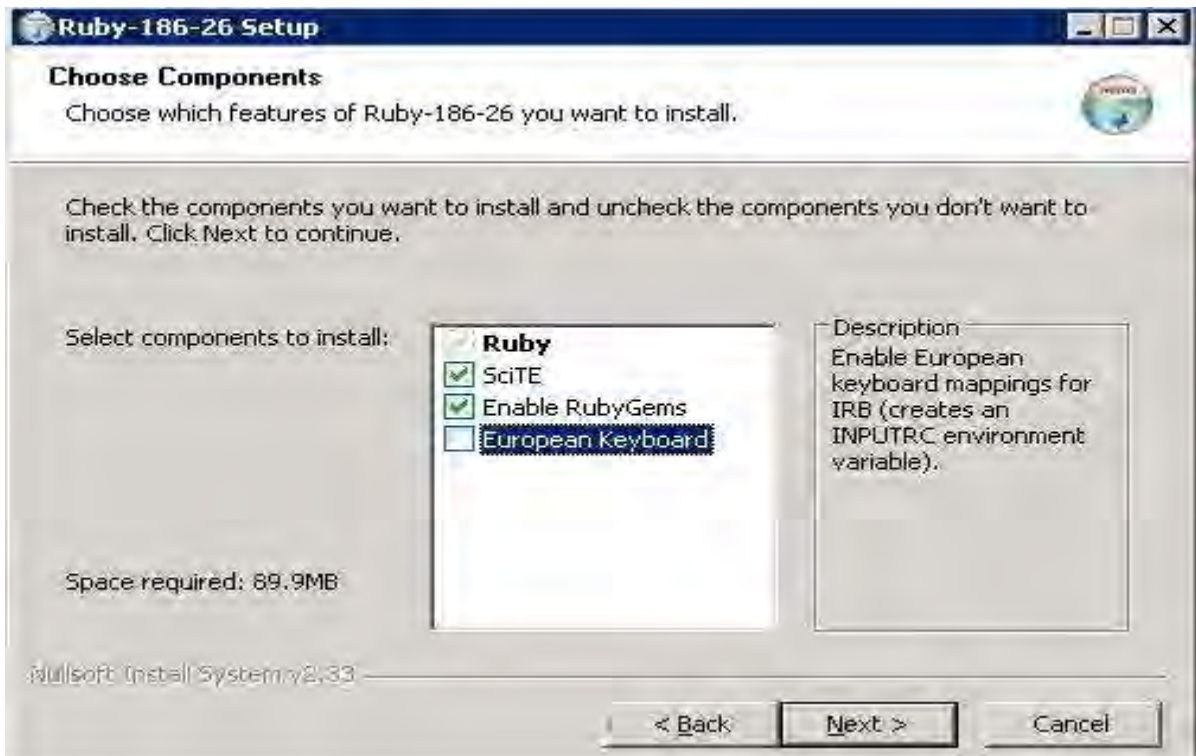 Ruby-186-26 Setup
Choose Components
Choose which features of Ruby-186-26 you want to install.
Check the components you want to install and uncheck the components you don't want to
install. Click Next to continue.
Select components to install:
Ruby
SciTE
Enable RubyGems
European Keyboard
Description
Enable European
keyboard mappings for
IRB (creates an
INPUTRC environment
variable).
Space required: 89.9MB
Nullsoft Install System v2.33
< Back
Next >
Cancel